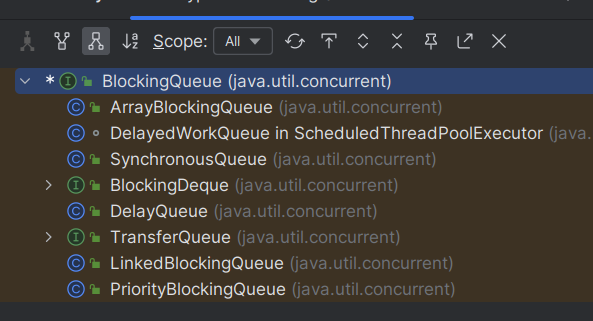 Scope: All
* I BlockingQueue (java.util.concurrent)
C ArrayBlockingQueue (java.util.concurrent)
C DelayedWorkQueue in ScheduledThreadPoolExecutor (java.
C SynchronousQueue (java.util.concurrent)
I BlockingDeque (java.util.concurrent)
C DelayQueue (java.util.concurrent)
I TransferQueue (java.util.concurrent)
C LinkedBlockingQueue (java.util.concurrent)
C PriorityBlockingQueue (java.util.concurrent)